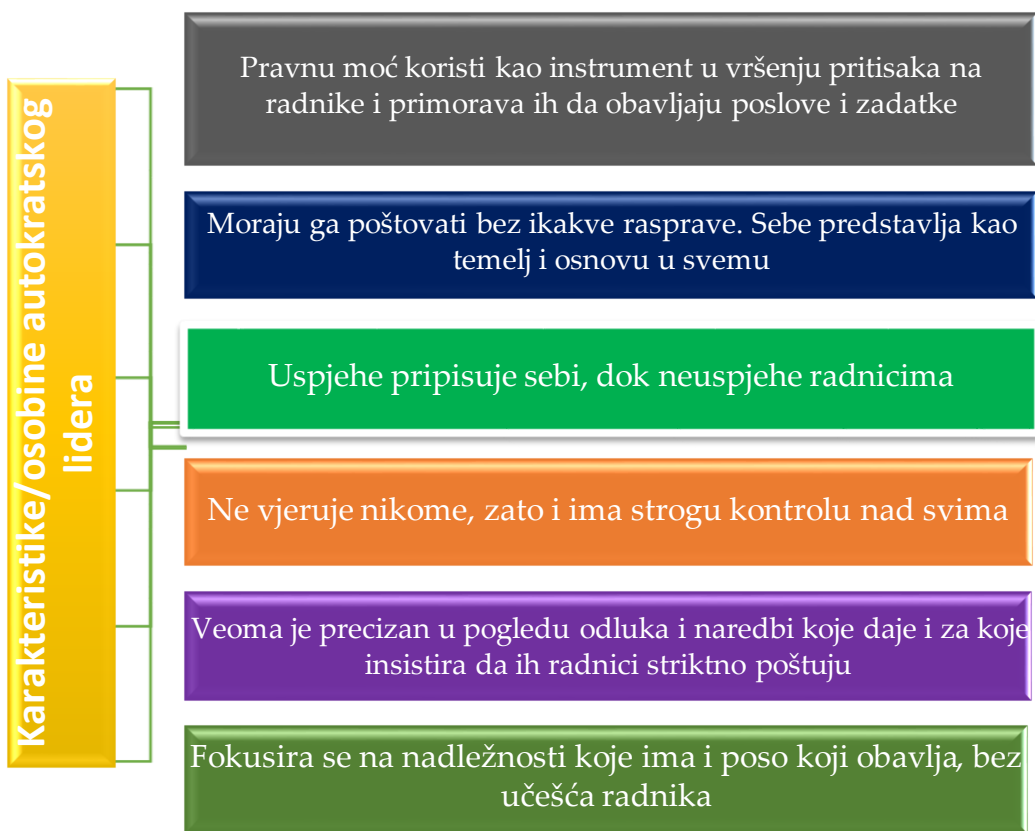 Karakteristike/osobine autokratskog
lidera
Pravnu moć koristi kao instrument u vršenju pritisaka na
radnike i primorava ih da obavljaju poslove i zadatke
Moraju ga poštovati bez ikakve rasprave. Sebe predstavlja kao
temelj i osnovu u svemu
Uspjehe pripisuje sebi, dok neuspjehe radnicima
Ne vjeruje nikome, zato i ima strogu kontrolu nad svima
Veoma je precizan u pogledu odluka i naredbi koje daje i za koje
insistira da ih radnici striktno poštuju
Fokusira se na nadležnosti koje ima i poso koji obavlja, bez
učešća radnika